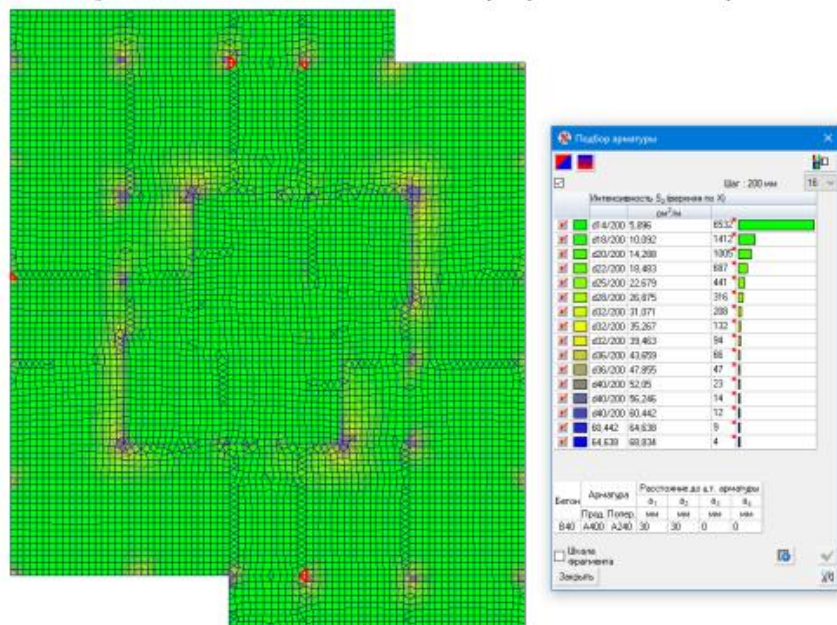 Подбор арматуры
Шаг : 200 мм
16
Интенсивность S₂ (верхняя по X)
см²/м
d14/200 5,896 6532
d18/200 10,092 1412
d20/200 14,288 1005
d22/200 18,483 687
d25/200 22,679 441
d28/200 26,875 316
d32/200 31,071 208
d32/200 35,267 132
d32/200 39,463 94
d36/200 43,659 66
d36/200 47,855 47
d40/200 52,05 23
d40/200 56,246 14
d40/200 60,442 12
60,442 64,638 9
64,638 68,834 4
Бетон Арматура Расстояние до ц.т. арматуры
a₁ a₂ a₃ a₄
Прод. Попер. мм мм мм мм
B40 A400 A240 30 30 0 0
Шкала
фрагмента
Закрыть